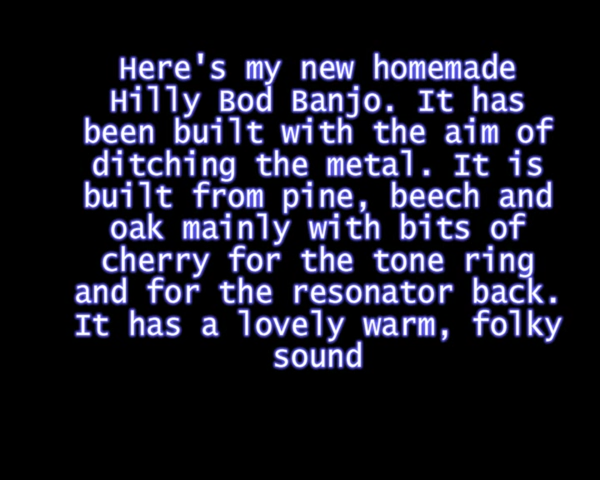 Here's my new homemade
Hilly Bod Banjo. It has
been built with the aim of
ditching the metal. It is
built from pine, beech and
oak mainly with bits of
cherry for the tone ring
and for the resonator back.
It has a lovely warm, folky
sound